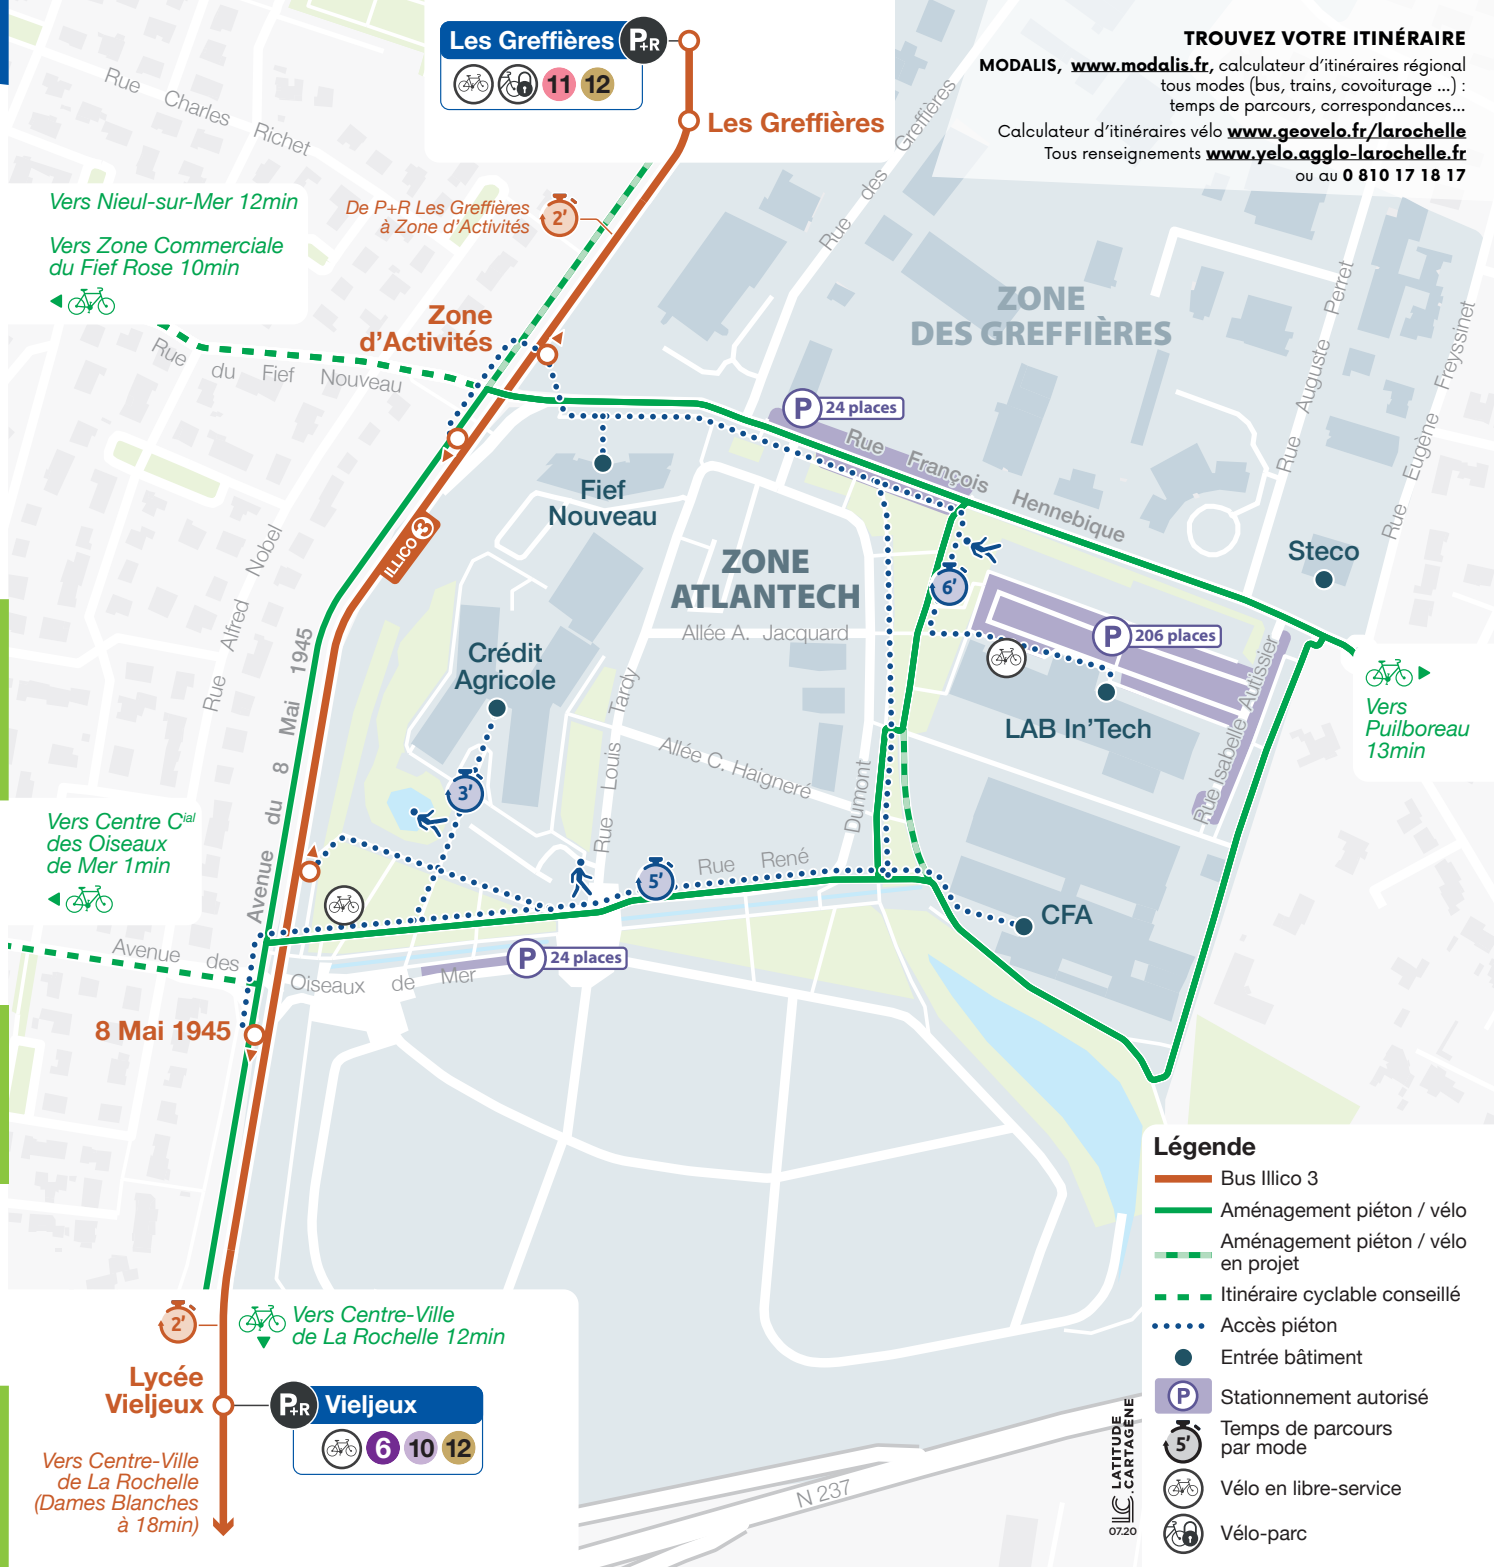 Les Greffières P+R
11 12
Les Greffières
TROUVEZ VOTRE ITINÉRAIRE
MODALIS, www.modalis.fr, calculateur d'itinéraires régional
tous modes (bus, trains, covoiturage ...) :
temps de parcours, correspondances...
Calculateur d'itinéraires vélo www.geovelo.fr/larochelle
Tous renseignements www.yelo.agglo-larochelle.fr
ou au 0 810 17 18 17
Rue Charles Richet
Rue des Greffières
Vers Nieul-sur-Mer 12min
Vers Zone Commerciale
du Fief Rose 10min
De P+R Les Greffières
à Zone d'Activités
2'
Zone
d'Activités
Rue du Fief Nouveau
ZONE
DES GREFFIÈRES
Rue Auguste Perret
Rue Eugène Freyssinet
P 24 places
Rue François Hennebique
Fief
Nouveau
ILLICO 3
Rue Alfred Nobel
ZONE
ATLANTECH
Allée A. Jacquard
6'
Steco
P 206 places
Crédit
Agricole
LAB In'Tech
Rue Isabelle Autissier
Vers
Puilboreau
13min
Avenue du 8 Mai 1945
Rue Louis Tardy
Allée C. Haigneré
3'
Vers Centre Cial
des Oiseaux
de Mer 1min
Rue René Dumont
5'
CFA
Avenue des Oiseaux de Mer
P 24 places
8 Mai 1945
2'
Vers Centre-Ville
de La Rochelle 12min
Lycée
Vieljeux
P+R Vieljeux
6 10 12
Vers Centre-Ville
de La Rochelle
(Dames Blanches
à 18min)
N 237
LATITUDE
CARTAGÈNE
LC
07.20
Légende
Bus Illico 3
Aménagement piéton / vélo
Aménagement piéton / vélo
en projet
Itinéraire cyclable conseillé
Accès piéton
Entrée bâtiment
P Stationnement autorisé
5' Temps de parcours
par mode
Vélo en libre-service
Vélo-parc